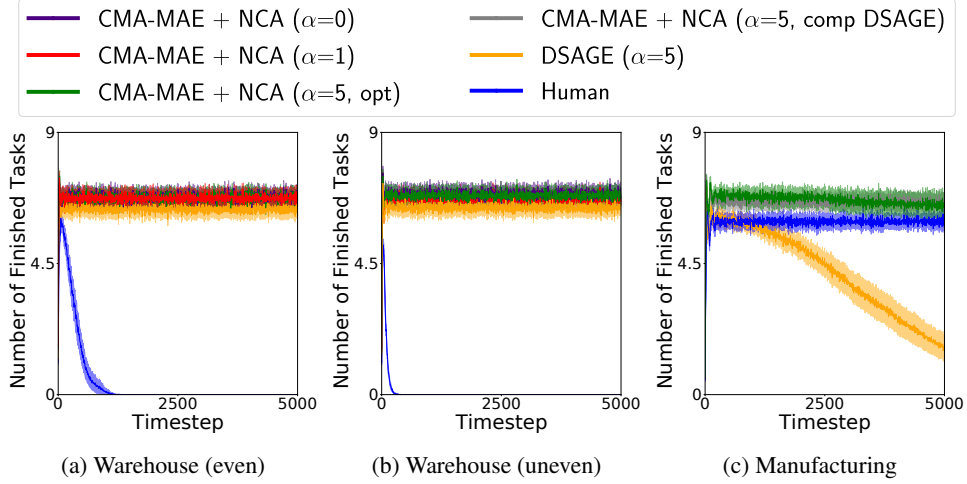 CMA-MAE + NCA (α=0)
CMA-MAE + NCA (α=1)
CMA-MAE + NCA (α=5, opt)
CMA-MAE + NCA (α=5, comp DSAGE)
DSAGE (α=5)
Human
Number of Finished Tasks
9
4.5
0
0
2500
5000
Timestep
(a) Warehouse (even)
Number of Finished Tasks
9
4.5
0
0
2500
5000
Timestep
(b) Warehouse (uneven)
Number of Finished Tasks
9
4.5
0
0
2500
5000
Timestep
(c) Manufacturing